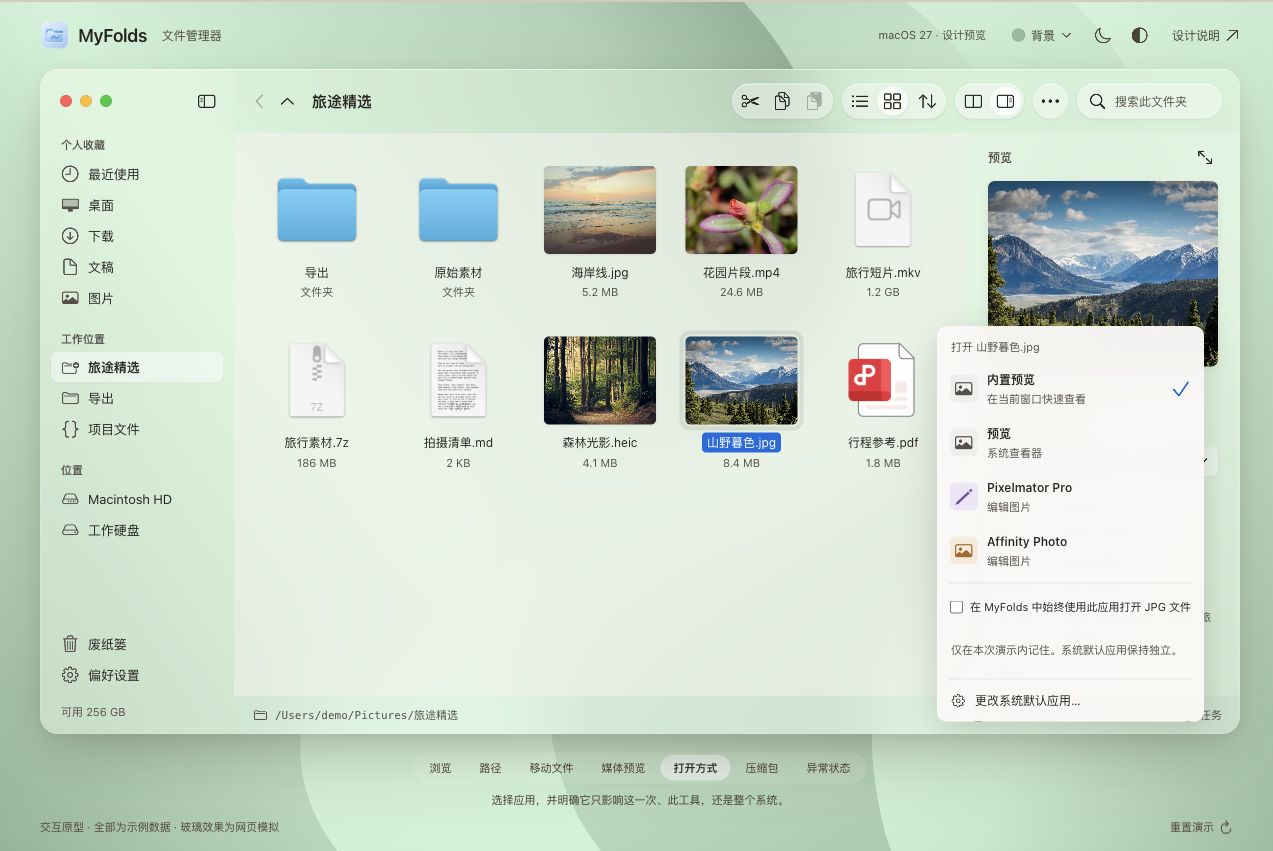 MyFolds 文件管理器
macOS 27 · 设计预览
背景
设计说明
旅途精选
搜索此文件夹
个人收藏
最近使用
桌面
下载
文稿
图片
工作位置
旅途精选
导出
项目文件
位置
Macintosh HD
工作硬盘
废纸篓
偏好设置
可用 256 GB
导出
文件夹
原始素材
文件夹
海岸线.jpg
5.2 MB
花园片段.mp4
24.6 MB
旅行短片.mkv
1.2 GB
7Z
旅行素材.7z
186 MB
拍摄清单.md
2 KB
森林光影.heic
4.1 MB
山野暮色.jpg
8.4 MB
行程参考.pdf
1.8 MB
预览
打开 山野暮色.jpg
内置预览
在当前窗口快速查看
预览
系统查看器
Pixelmator Pro
编辑图片
Affinity Photo
编辑图片
在 MyFolds 中始终使用此应用打开 JPG 文件
仅在本次演示内记住。系统默认应用保持独立。
更改系统默认应用...
旅
任务
/Users/demo/Pictures/旅途精选
浏览
路径
移动文件
媒体预览
打开方式
压缩包
异常状态
选择应用，并明确它只影响这一次、此工具，还是整个系统。
交互原型 · 全部为示例数据 · 玻璃效果为网页模拟
重置演示